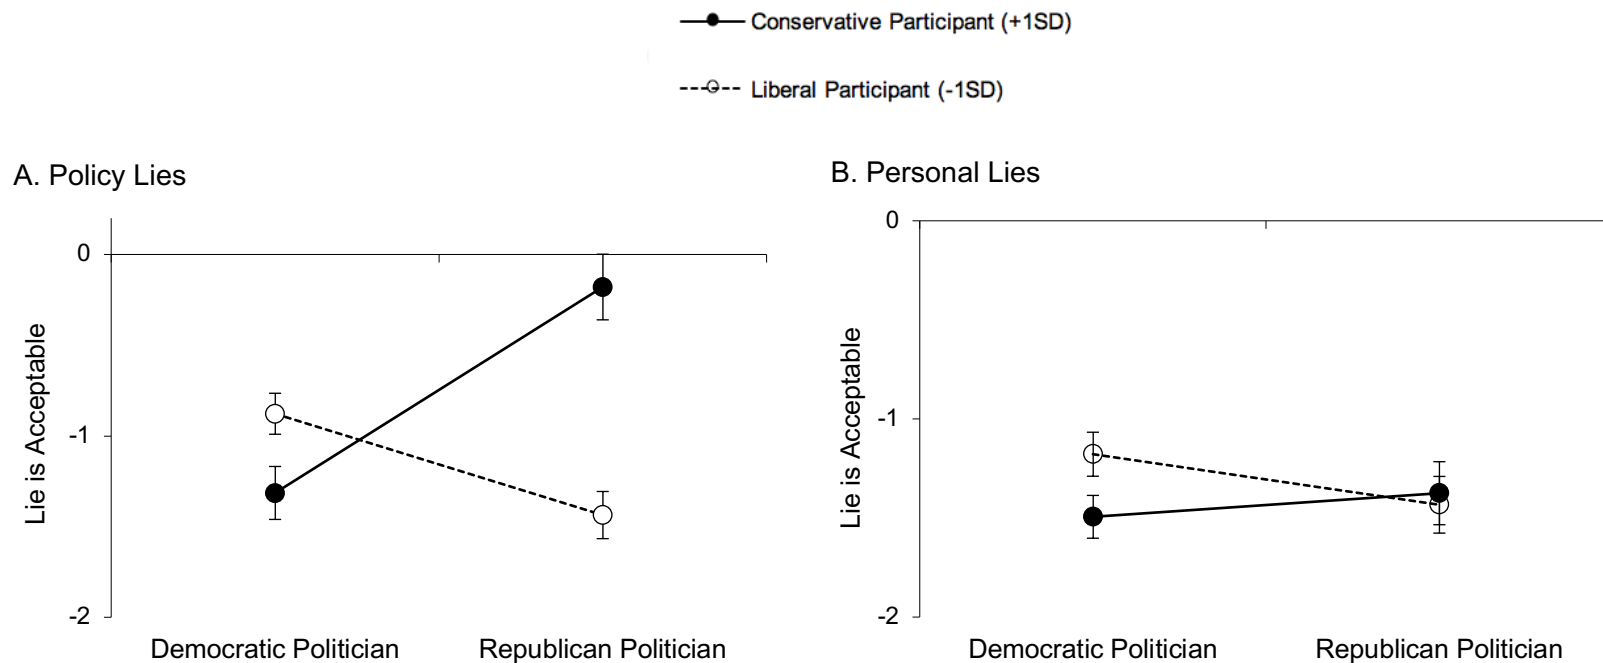 Conservative Participant (+1SD)
Liberal Participant (-1SD)
A. Policy Lies
0
-1
-2
Lie is Acceptable
Democratic Politician
Republican Politician
B. Personal Lies
0
-1
-2
Lie is Acceptable
Democratic Politician
Republican Politician